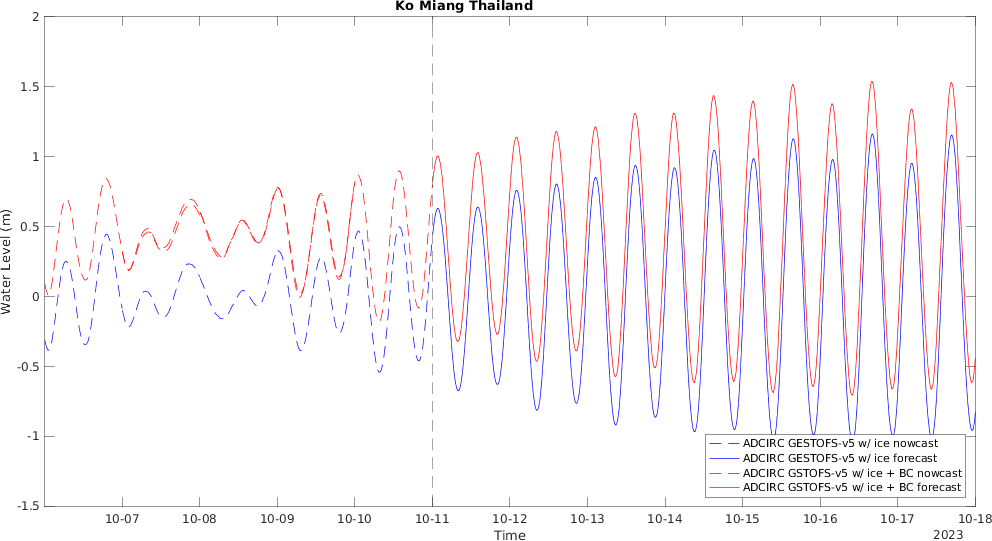 Ko Miang Thailand
2
1.5
1
0.5
0
-0.5
-1
-1.5
Water Level (m)
10-07 10-08 10-09 10-10 10-11 10-12 10-13 10-14 10-15 10-16 10-17 10-18
Time
2023
ADCIRC GESTOFS-v5 w/ ice nowcast
ADCIRC GESTOFS-v5 w/ ice forecast
ADCIRC GSTOFS-v5 w/ ice + BC nowcast
ADCIRC GSTOFS-v5 w/ ice + BC forecast